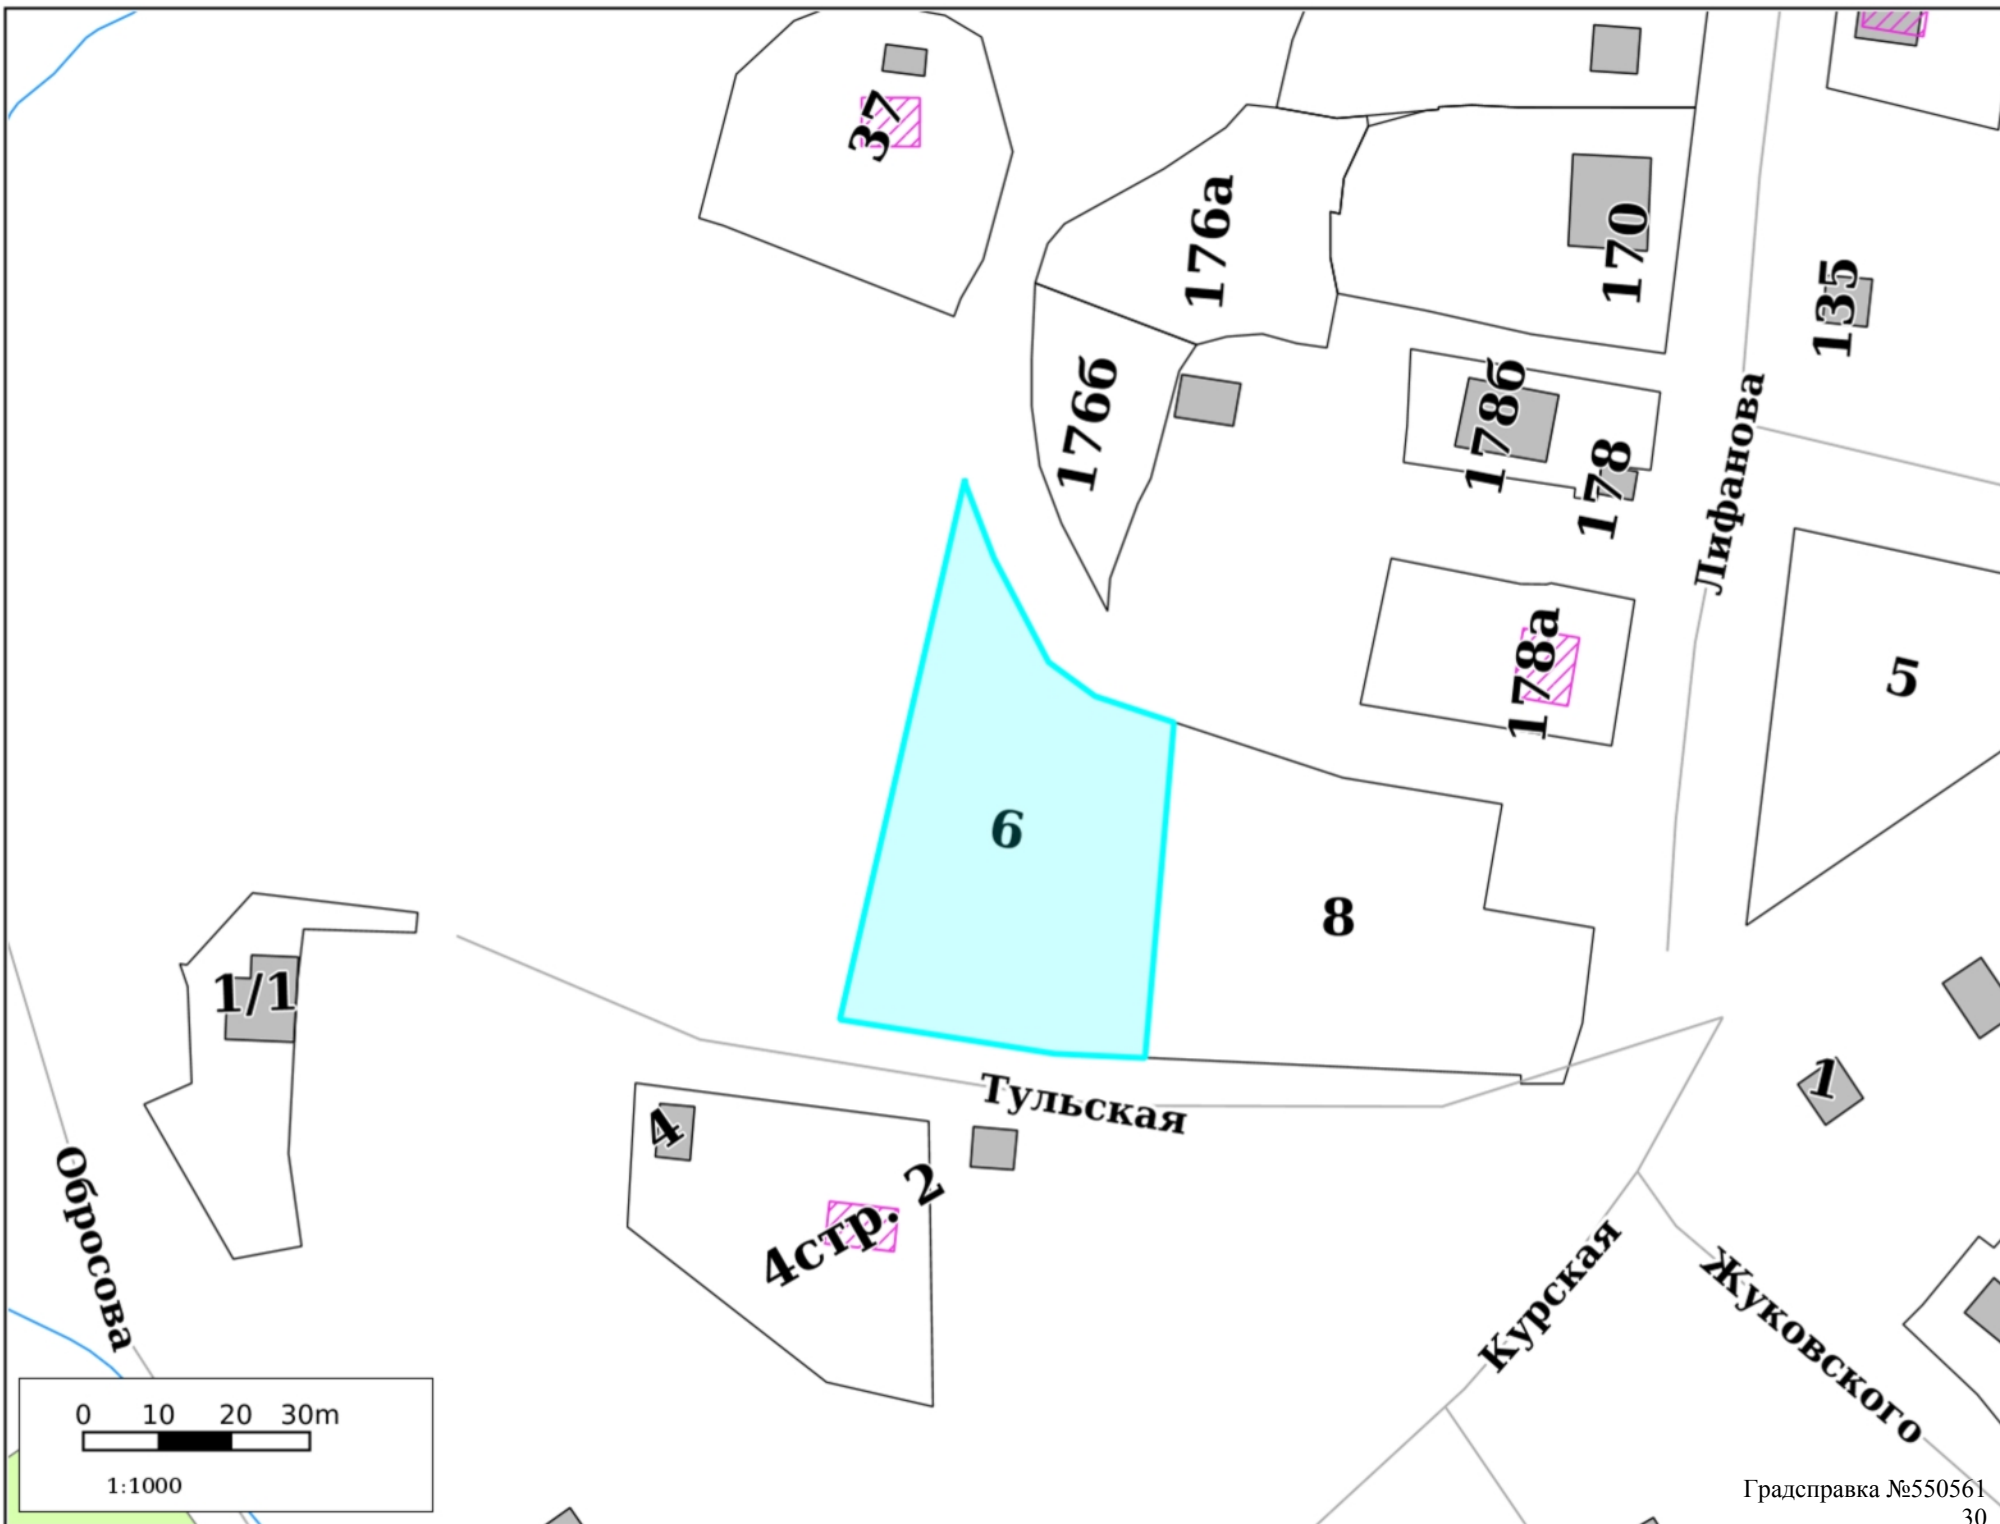 37
176а
170
135
176б
178б
178
Лифанова
178а
5
6
8
1/1
1
Тульская
4
4стр. 2
Обросова
Курская
Жуковского
0 10 20 30m
1:1000
Градсправка №550561
30